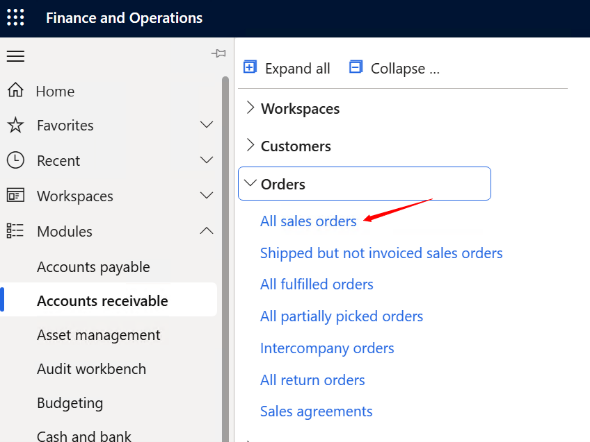 Finance and Operations
Home
Favorites
Recent
Workspaces
Modules
Accounts payable
Accounts receivable
Asset management
Audit workbench
Budgeting
Cash and bank
Expand all
Collapse ...
Workspaces
Customers
Orders
All sales orders
Shipped but not invoiced sales orders
All fulfilled orders
All partially picked orders
Intercompany orders
All return orders
Sales agreements